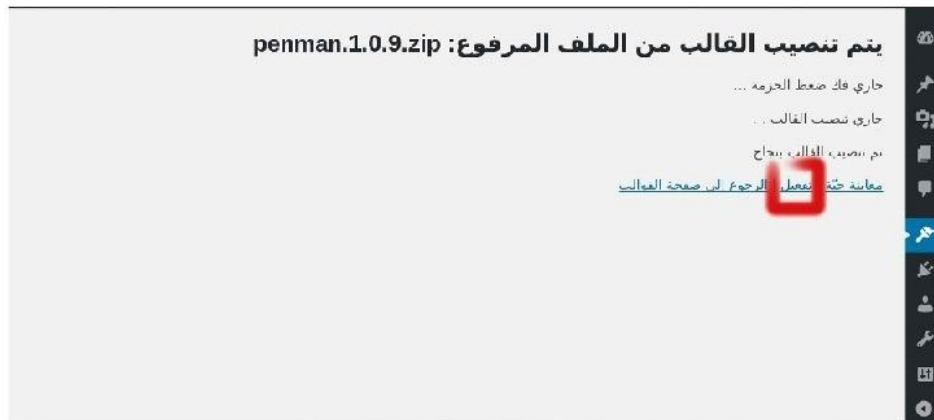 يتم تنصيب القالب من الملف المرفوع: penman.1.0.9.zip
جاري فك ضغط الحزمة ...
جاري تنصيب القالب ...
تم تنصيب القالب بنجاح
معاينة حيّة تفعيل الرجوع إلى صفحة القوالب